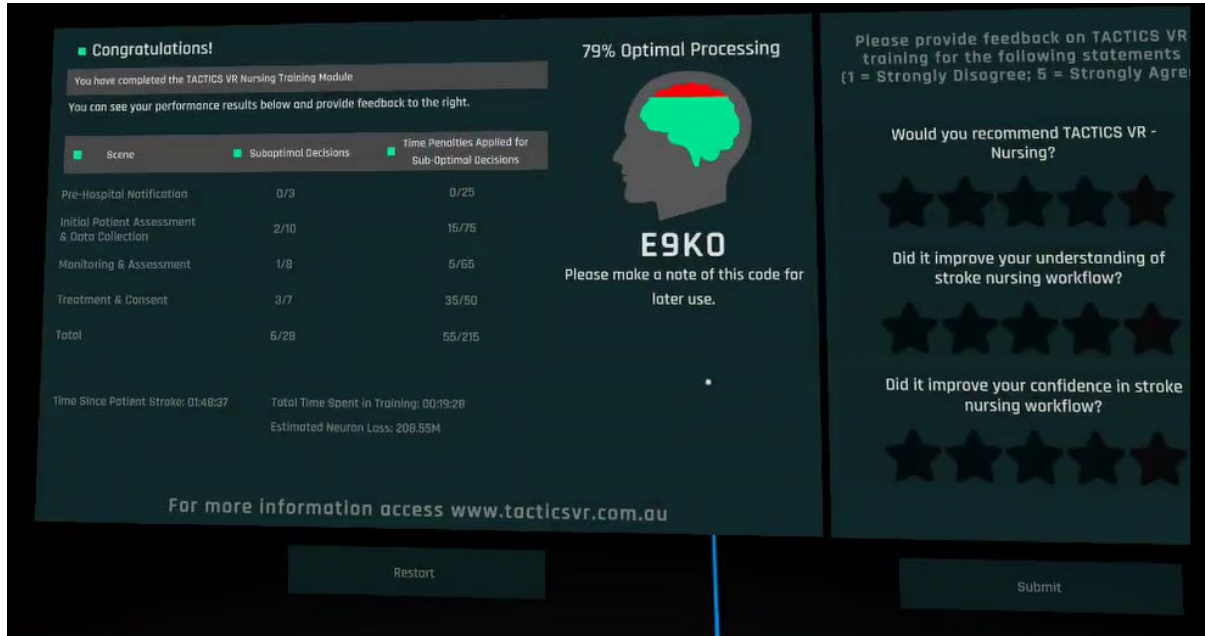 Congratulations!
You have completed the TACTICS VR Nursing Training Module
You can see your performance results below and provide feedback to the right.
Scene Suboptimal Decisions Time Penalties Applied for
Sub-Optimal Decisions
Pre-Hospital Notification 0/3 0/25
Initial Patient Assessment
& Data Collection 2/10 15/75
Monitoring & Assessment 1/8 5/65
Treatment & Consent 3/7 35/50
Total 6/28 55/215
Time Since Patient Stroke: 01:48:37 Total Time Spent in Training: 00:19:28
Estimated Neuron Loss: 208.55M
For more information access www.tacticsvr.com.au
Restart
79% Optimal Processing
E9K0
Please make a note of this code for
later use.
Please provide feedback on TACTICS VR
training for the following statements
(1 = Strongly Disagree; 5 = Strongly Agre
Would you recommend TACTICS VR -
Nursing?
Did it improve your understanding of
stroke nursing workflow?
Did it improve your confidence in stroke
nursing workflow?
Submit